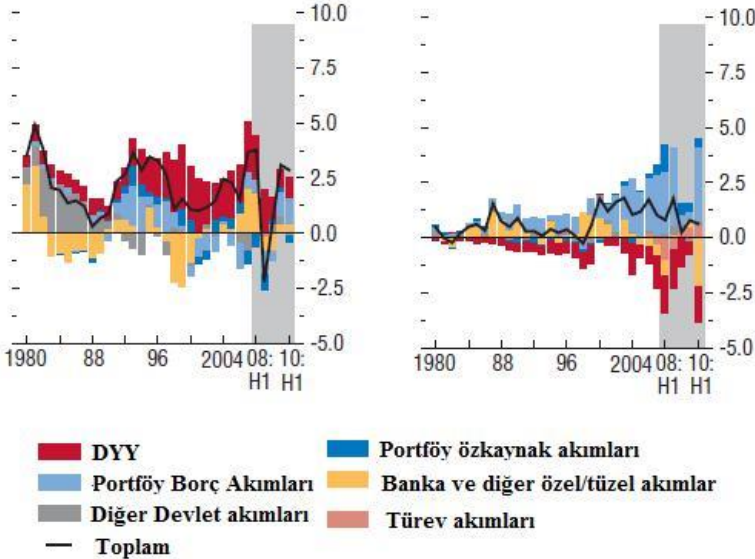 10.0
7.5
5.0
2.5
0.0
-2.5
-5.0
1980 88 96 2004 08: 10:
H1 H1
10.0
7.5
5.0
2.5
0.0
-2.5
-5.0
1980 88 96 2004 08: 10:
H1 H1
DYY
Portföy özkaynak akımları
Portföy Borç Akımları
Banka ve diğer özel/tüzel akımlar
Diğer Devlet akımları
Türev akımları
Toplam